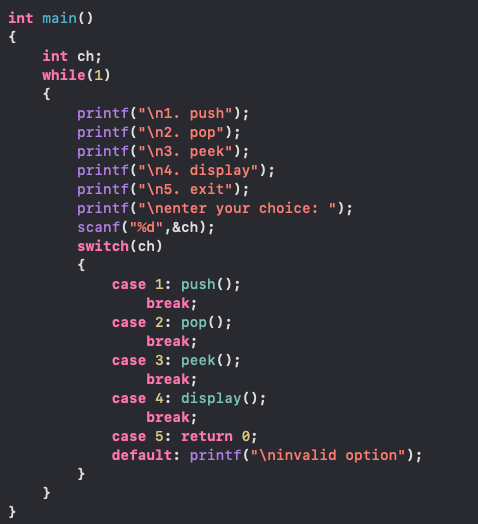 int main()
{
    int ch;
    while(1)
    {
        printf("\n1. push");
        printf("\n2. pop");
        printf("\n3. peek");
        printf("\n4. display");
        printf("\n5. exit");
        printf("\nenter your choice: ");
        scanf("%d",&ch);
        switch(ch)
        {
            case 1: push();
                break;
            case 2: pop();
                break;
            case 3: peek();
                break;
            case 4: display();
                break;
            case 5: return 0;
            default: printf("\ninvalid option");
        }
    }
}